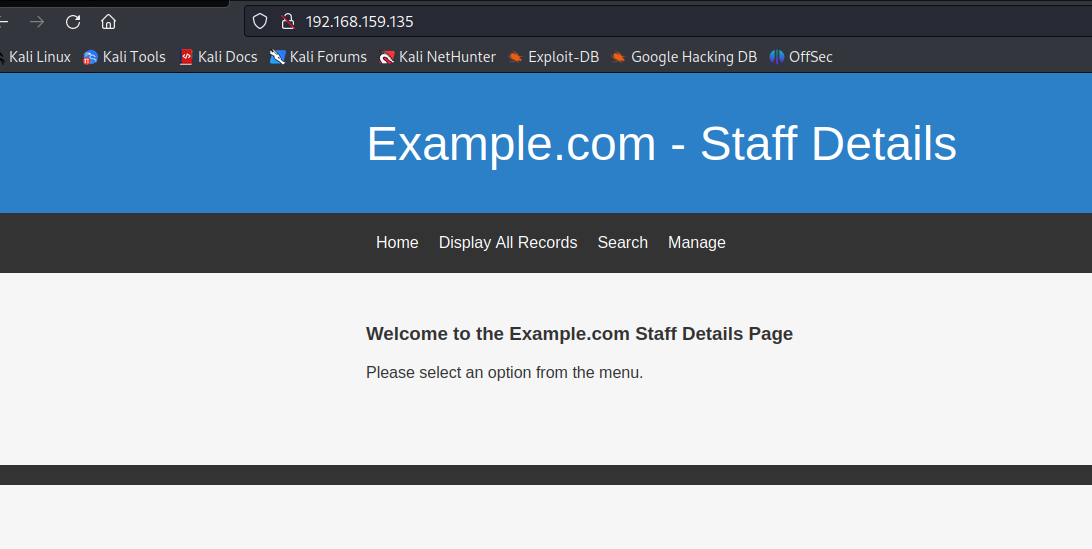 192.168.159.135
Kali Linux Kali Tools Kali Docs Kali Forums Kali NetHunter Exploit-DB Google Hacking DB OffSec
Example.com - Staff Details
Home Display All Records Search Manage
Welcome to the Example.com Staff Details Page
Please select an option from the menu.